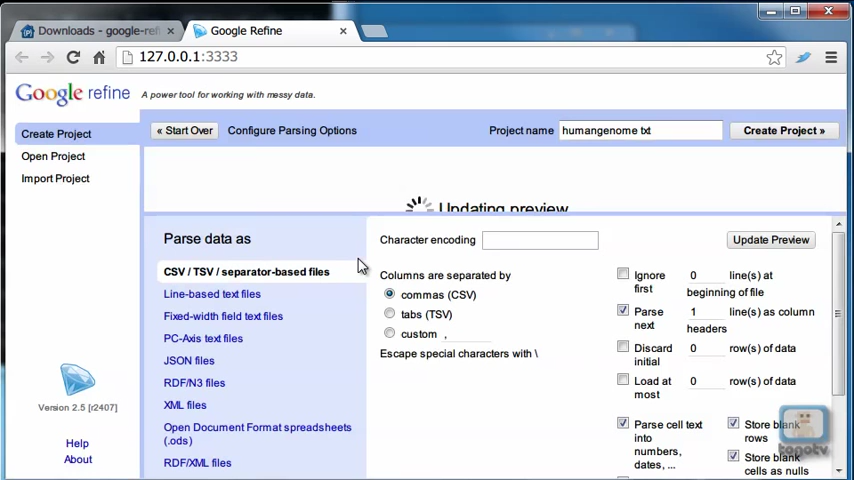 Downloads - google-refi
Google Refine
127.0.0.1:3333
Google refine
A power tool for working with messy data.
Create Project
Open Project
Import Project
« Start Over
Configure Parsing Options
Project name
humangenome txt
Create Project »
Updating preview
Parse data as
CSV / TSV / separator-based files
Line-based text files
Fixed-width field text files
PC-Axis text files
JSON files
RDF/N3 files
XML files
Open Document Format spreadsheets
(.ods)
RDF/XML files
Character encoding
Update Preview
Columns are separated by
commas (CSV)
tabs (TSV)
custom ,
Escape special characters with \
Ignore first 0 line(s) at beginning of file
Parse next 1 line(s) as column headers
Discard initial 0 row(s) of data
Load at most 0 row(s) of data
Parse cell text
into
numbers,
dates, ...
Store blank
rows
Store blank
cells as nulls
Version 2.5 [r2407]
Help
About
topotv